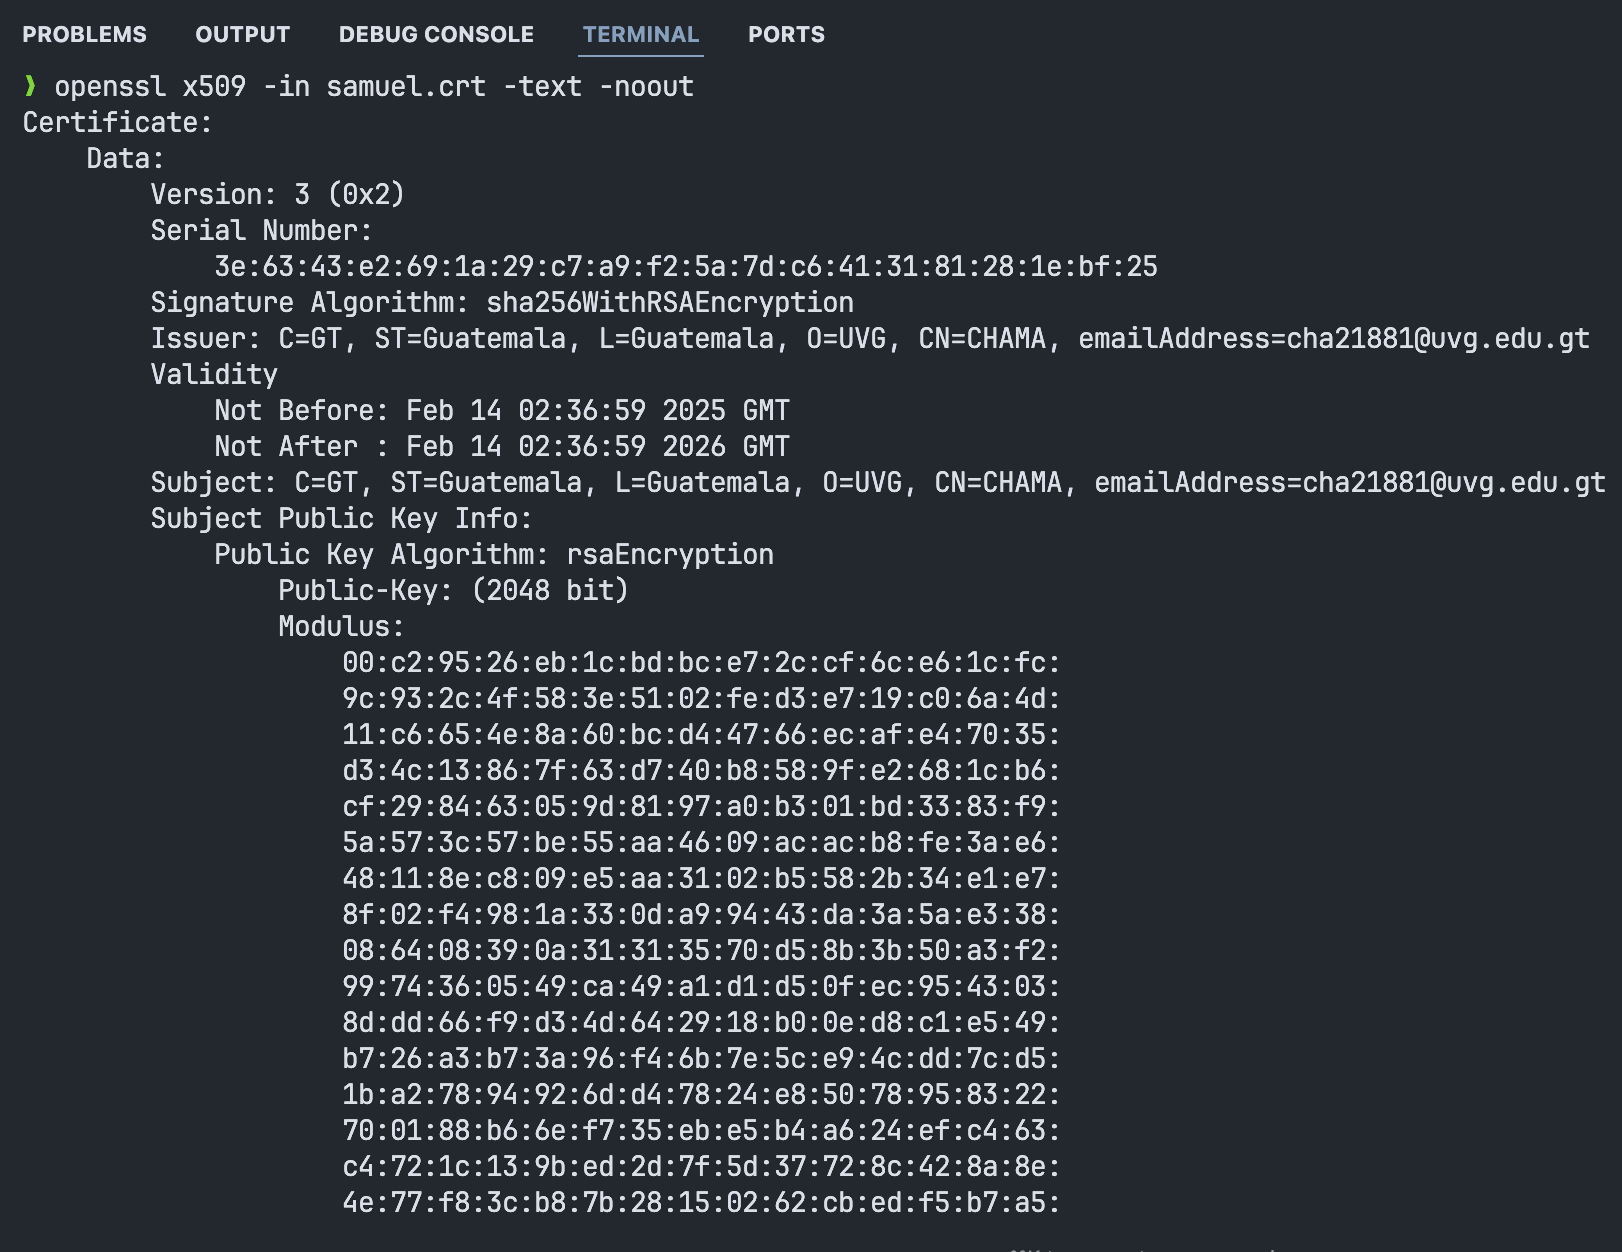 PROBLEMS OUTPUT DEBUG CONSOLE TERMINAL PORTS
❯ openssl x509 -in samuel.crt -text -noout
Certificate:
Data:
Version: 3 (0x2)
Serial Number:
3e:63:43:e2:69:1a:29:c7:a9:f2:5a:7d:c6:41:31:81:28:1e:bf:25
Signature Algorithm: sha256WithRSAEncryption
Issuer: C=GT, ST=Guatemala, L=Guatemala, O=UVG, CN=CHAMA, emailAddress=cha21881@uvg.edu.gt
Validity
Not Before: Feb 14 02:36:59 2025 GMT
Not After : Feb 14 02:36:59 2026 GMT
Subject: C=GT, ST=Guatemala, L=Guatemala, O=UVG, CN=CHAMA, emailAddress=cha21881@uvg.edu.gt
Subject Public Key Info:
Public Key Algorithm: rsaEncryption
Public-Key: (2048 bit)
Modulus:
00:c2:95:26:eb:1c:bd:bc:e7:2c:cf:6c:e6:1c:fc:
9c:93:2c:4f:58:3e:51:02:fe:d3:e7:19:c0:6a:4d:
11:c6:65:4e:8a:60:bc:d4:47:66:ec:af:e4:70:35:
d3:4c:13:86:7f:63:d7:40:b8:58:9f:e2:68:1c:b6:
cf:29:84:63:05:9d:81:97:a0:b3:01:bd:33:83:f9:
5a:57:3c:57:be:55:aa:46:09:ac:ac:b8:fe:3a:e6:
48:11:8e:c8:09:e5:aa:31:02:b5:58:2b:34:e1:e7:
8f:02:f4:98:1a:33:0d:a9:94:43:da:3a:5a:e3:38:
08:64:08:39:0a:31:31:35:70:d5:8b:3b:50:a3:f2:
99:74:36:05:49:ca:49:a1:d1:d5:0f:ec:95:43:03:
8d:dd:66:f9:d3:4d:64:29:18:b0:0e:d8:c1:e5:49:
b7:26:a3:b7:3a:96:f4:6b:7e:5c:e9:4c:dd:7c:d5:
1b:a2:78:94:92:6d:d4:78:24:e8:50:78:95:83:22:
70:01:88:b6:6e:f7:35:eb:e5:b4:a6:24:ef:c4:63:
c4:72:1c:13:9b:ed:2d:7f:5d:37:72:8c:42:8a:8e:
4e:77:f8:3c:b8:7b:28:15:02:62:cb:ed:f5:b7:a5: